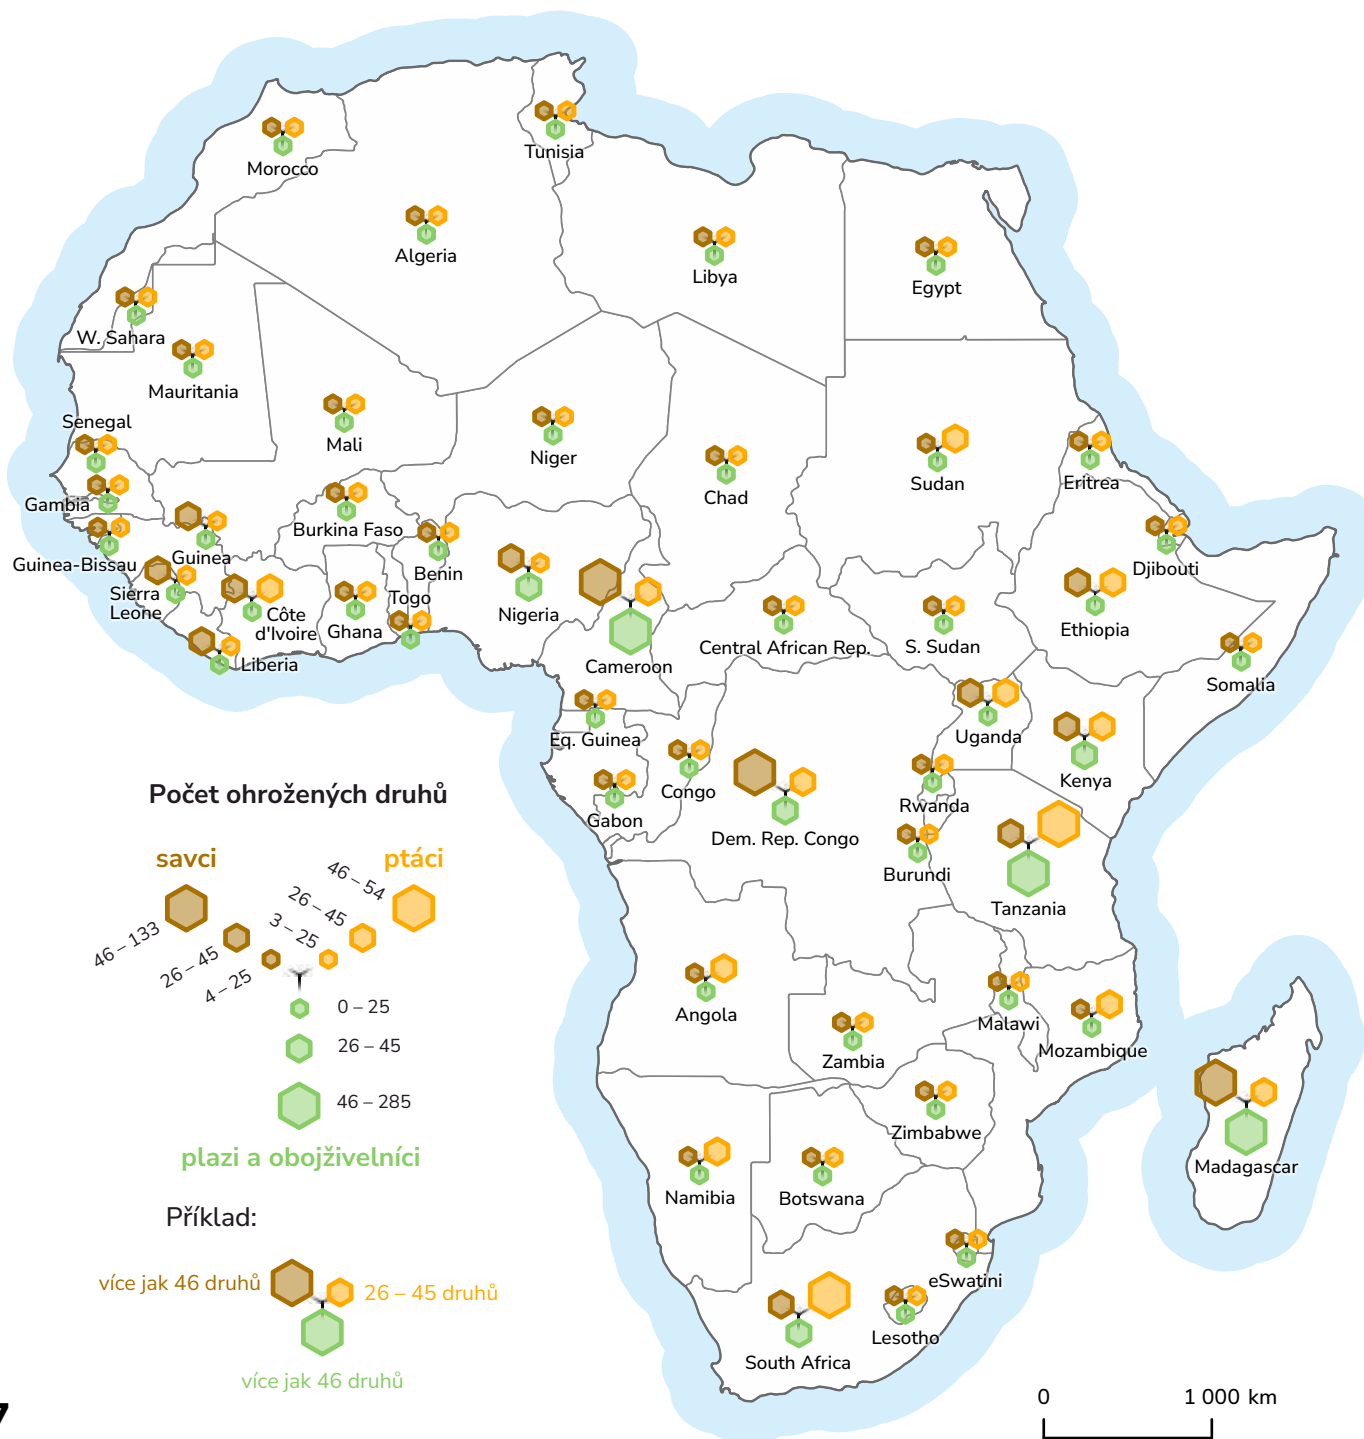 Tunisia
Morocco
Algeria
Libya
Egypt
W. Sahara
Mauritania
Senegal
Mali
Niger
Chad
Sudan
Eritrea
Gambia
Burkina Faso
Guinea-Bissau
Guinea
Djibouti
Benin
Sierra
Leone
Togo
Nigeria
Côte
d'Ivoire
Ghana
Ethiopia
Central African Rep.
S. Sudan
Liberia
Cameroon
Somalia
Eq. Guinea
Uganda
Kenya
Congo
Rwanda
Gabon
Dem. Rep. Congo
Burundi
Tanzania
Angola
Malawi
Mozambique
Zambia
Zimbabwe
Madagascar
Namibia
Botswana
eSwatini
Lesotho
South Africa
Počet ohrožených druhů
savci
ptáci
46 – 133
26 – 45
4 – 25
46 – 54
26 – 45
3 – 25
0 – 25
26 – 45
46 – 285
plazi a obojživelníci
Příklad:
více jak 46 druhů
26 – 45 druhů
více jak 46 druhů
0
1 000 km